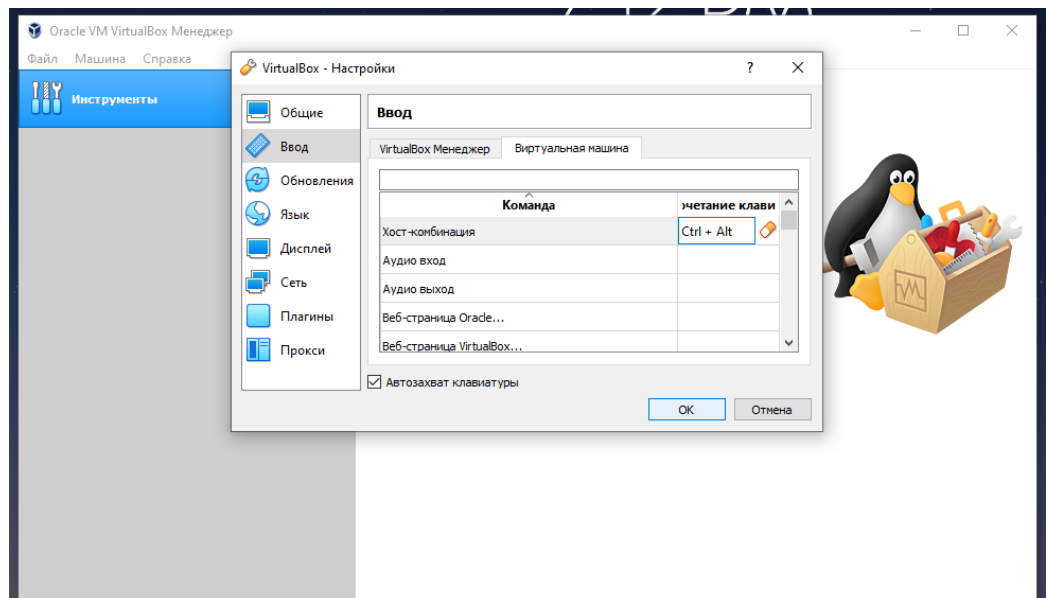 Oracle VM VirtualBox Менеджер
Файл Машина Справка
Инструменты
VirtualBox - Настройки
?
Общие
Ввод
Обновления
Язык
Дисплей
Сеть
Плагины
Прокси
Ввод
VirtualBox Менеджер Виртуальная машина
Команда очетание клави
Хост-комбинация Ctrl + Alt
Аудио вход
Аудио выход
Веб-страница Oracle...
Веб-страница VirtualBox...
Автозахват клавиатуры
OK Отмена